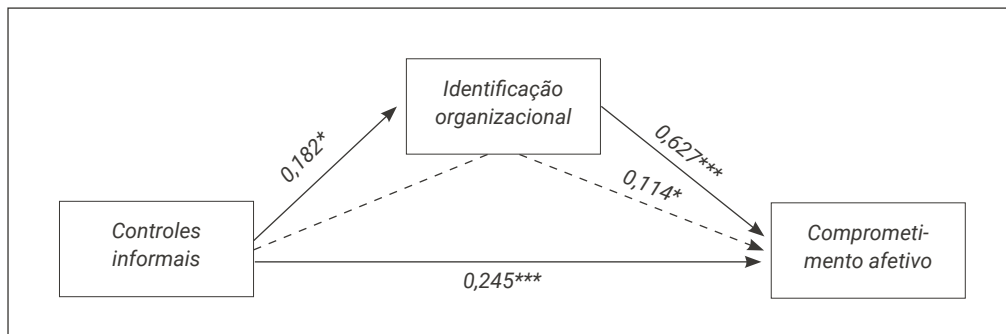 Identificação
organizacional
0,182*
0,627***
0,114*
Controles
informais
Comprometi-
mento afetivo
0,245***